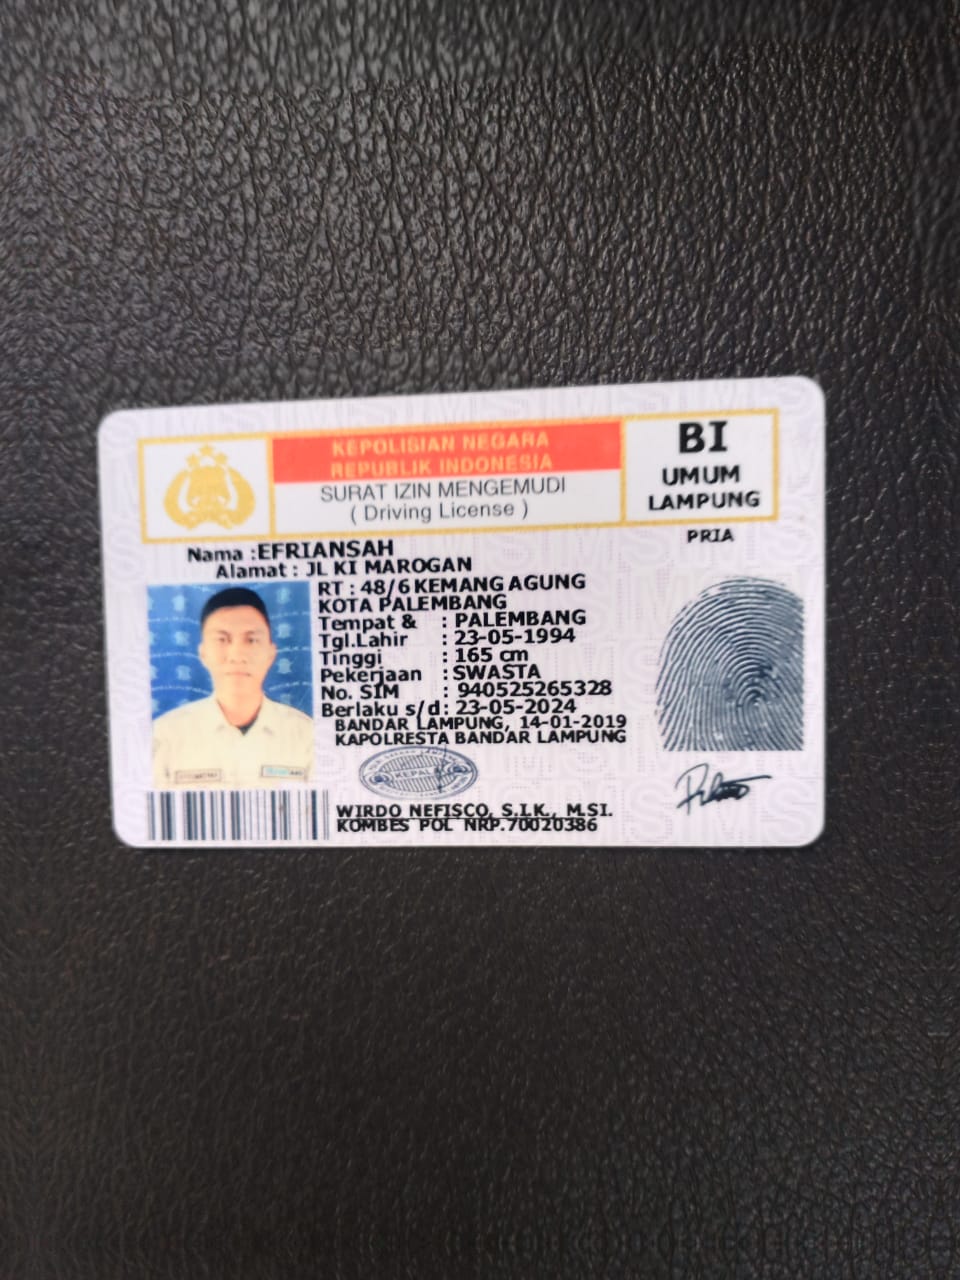 KEPOLISIAN NEGARA
REPUBLIK INDONESIA
SURAT IZIN MENGEMUDI
( Driving License )
BI
UMUM
LAMPUNG
PRIA
Nama :EFRIANSAH
Alamat : JL KI MAROGAN
RT : 48/6 KEMANG AGUNG
KOTA PALEMBANG
Tempat & : PALEMBANG
Tgl.Lahir : 23-05-1994
Tinggi : 165 cm
Pekerjaan : SWASTA
No. SIM : 940525265328
Berlaku s/d : 23-05-2024
BANDAR LAMPUNG, 14-01-2019
KAPOLRESTA BANDAR LAMPUNG
KEPALA
WIRDO NEFISCO, S.I.K., M.SI.
KOMBES POL NRP.70020386